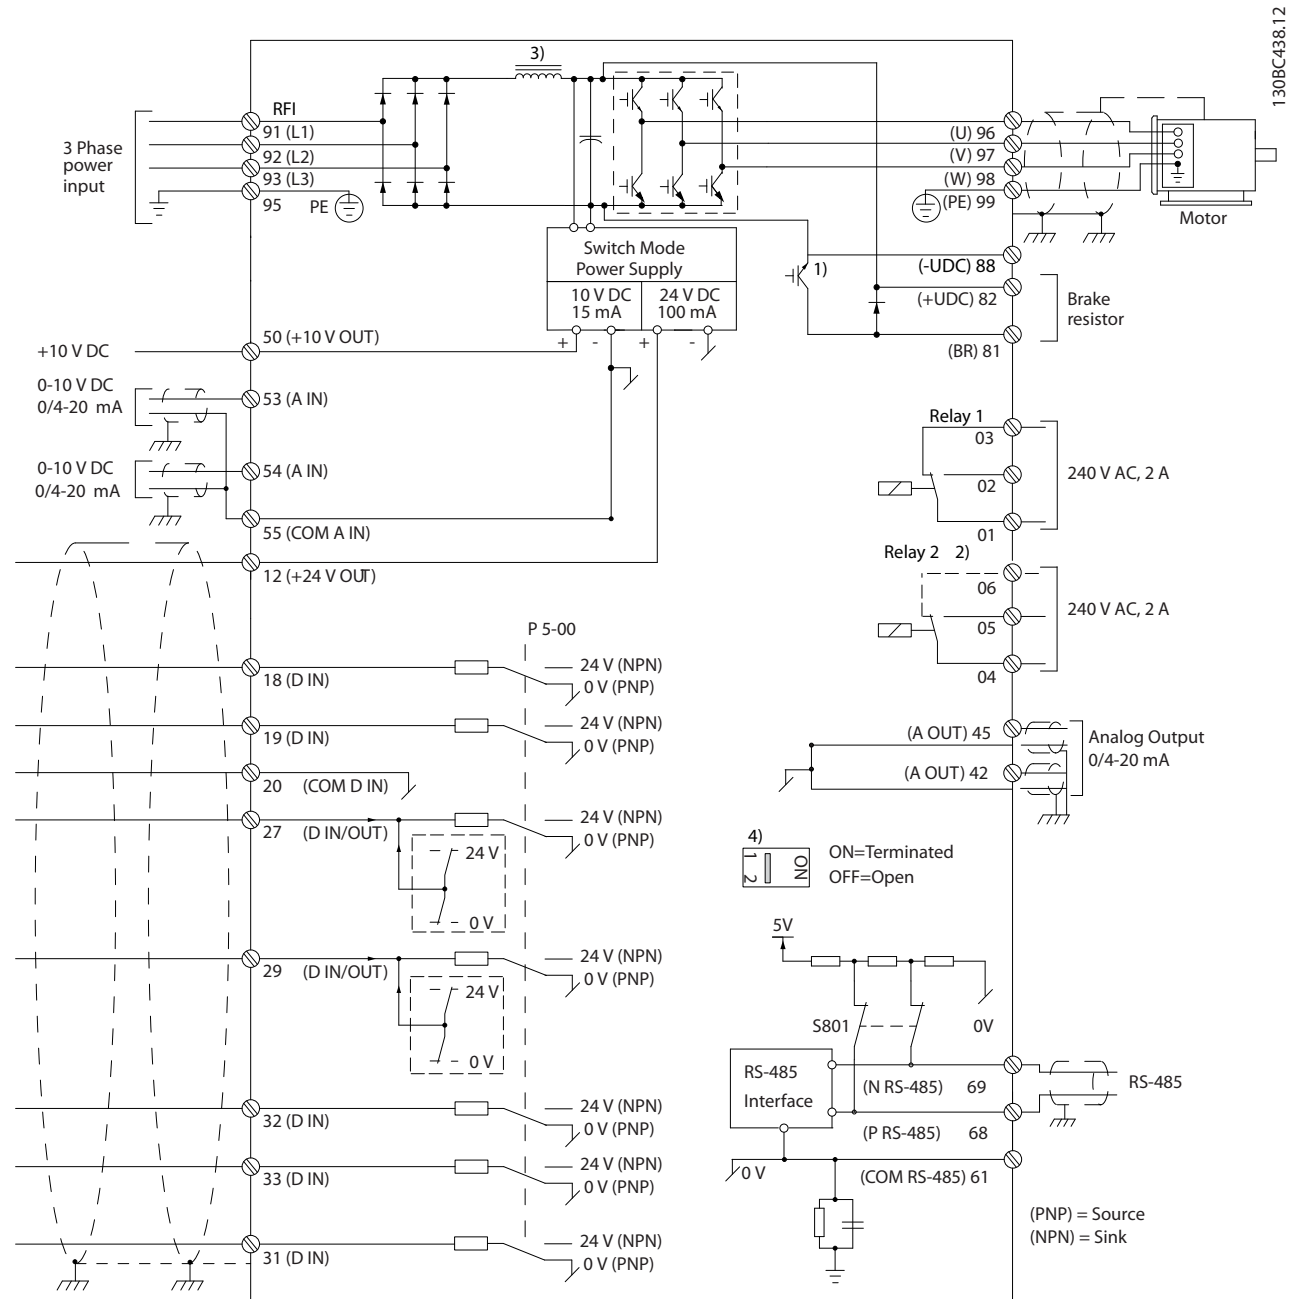 130BC438.12
3)
RFI
91 (L1)
92 (L2)
93 (L3)
95
PE
3 Phase
power
input
(U) 96
(V) 97
(W) 98
(PE) 99
Motor
Switch Mode
Power Supply
10 V DC
15 mA
24 V DC
100 mA
+
-
+
-
1)
(-UDC) 88
(+UDC) 82
(BR) 81
Brake
resistor
+10 V DC
50 (+10 V OUT)
0-10 V DC
0/4-20 mA
53 (A IN)
0-10 V DC
0/4-20 mA
54 (A IN)
55 (COM A IN)
12 (+24 V OUT)
Relay 1
03
02
01
240 V AC, 2 A
Relay 2 2)
06
05
04
240 V AC, 2 A
P 5-00
18 (D IN)
24 V (NPN)
0 V (PNP)
19 (D IN)
24 V (NPN)
0 V (PNP)
20 (COM D IN)
27 (D IN/OUT)
24 V (NPN)
0 V (PNP)
24 V
0 V
29 (D IN/OUT)
24 V (NPN)
0 V (PNP)
24 V
0 V
32 (D IN)
24 V (NPN)
0 V (PNP)
33 (D IN)
24 V (NPN)
0 V (PNP)
31 (D IN)
24 V (NPN)
0 V (PNP)
(A OUT) 45
(A OUT) 42
Analog Output
0/4-20 mA
4)
1 2
ON
ON=Terminated
OFF=Open
5V
S801
0V
RS-485
Interface
(N RS-485) 69
(P RS-485) 68
RS-485
0 V
(COM RS-485) 61
(PNP) = Source
(NPN) = Sink